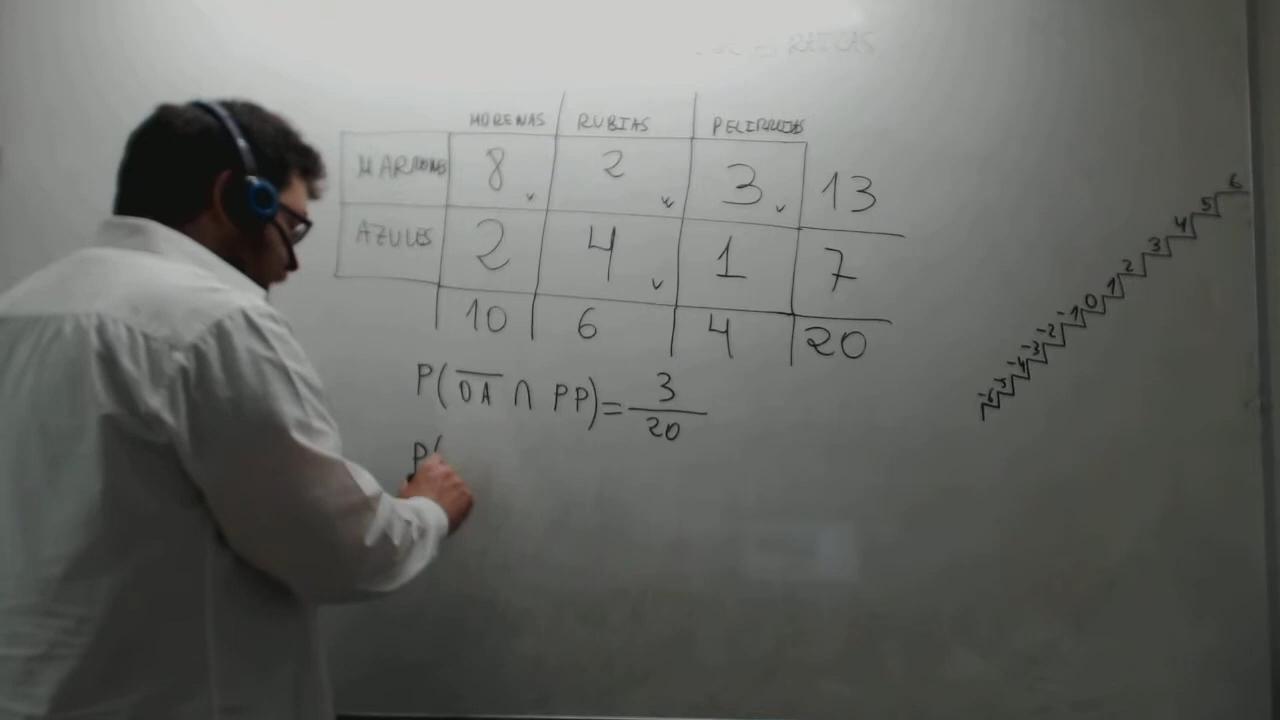 MORENAS RUBIAS PELIRROJAS
MARRONES 8 2 3 13
AZULES 2 4 1 7
10 6 4 20
P(\overline{OA} ∩ PP) = 3/20
P(
6
5
4
3
2
1
0
-1
-2
-3
-4
-5
-6